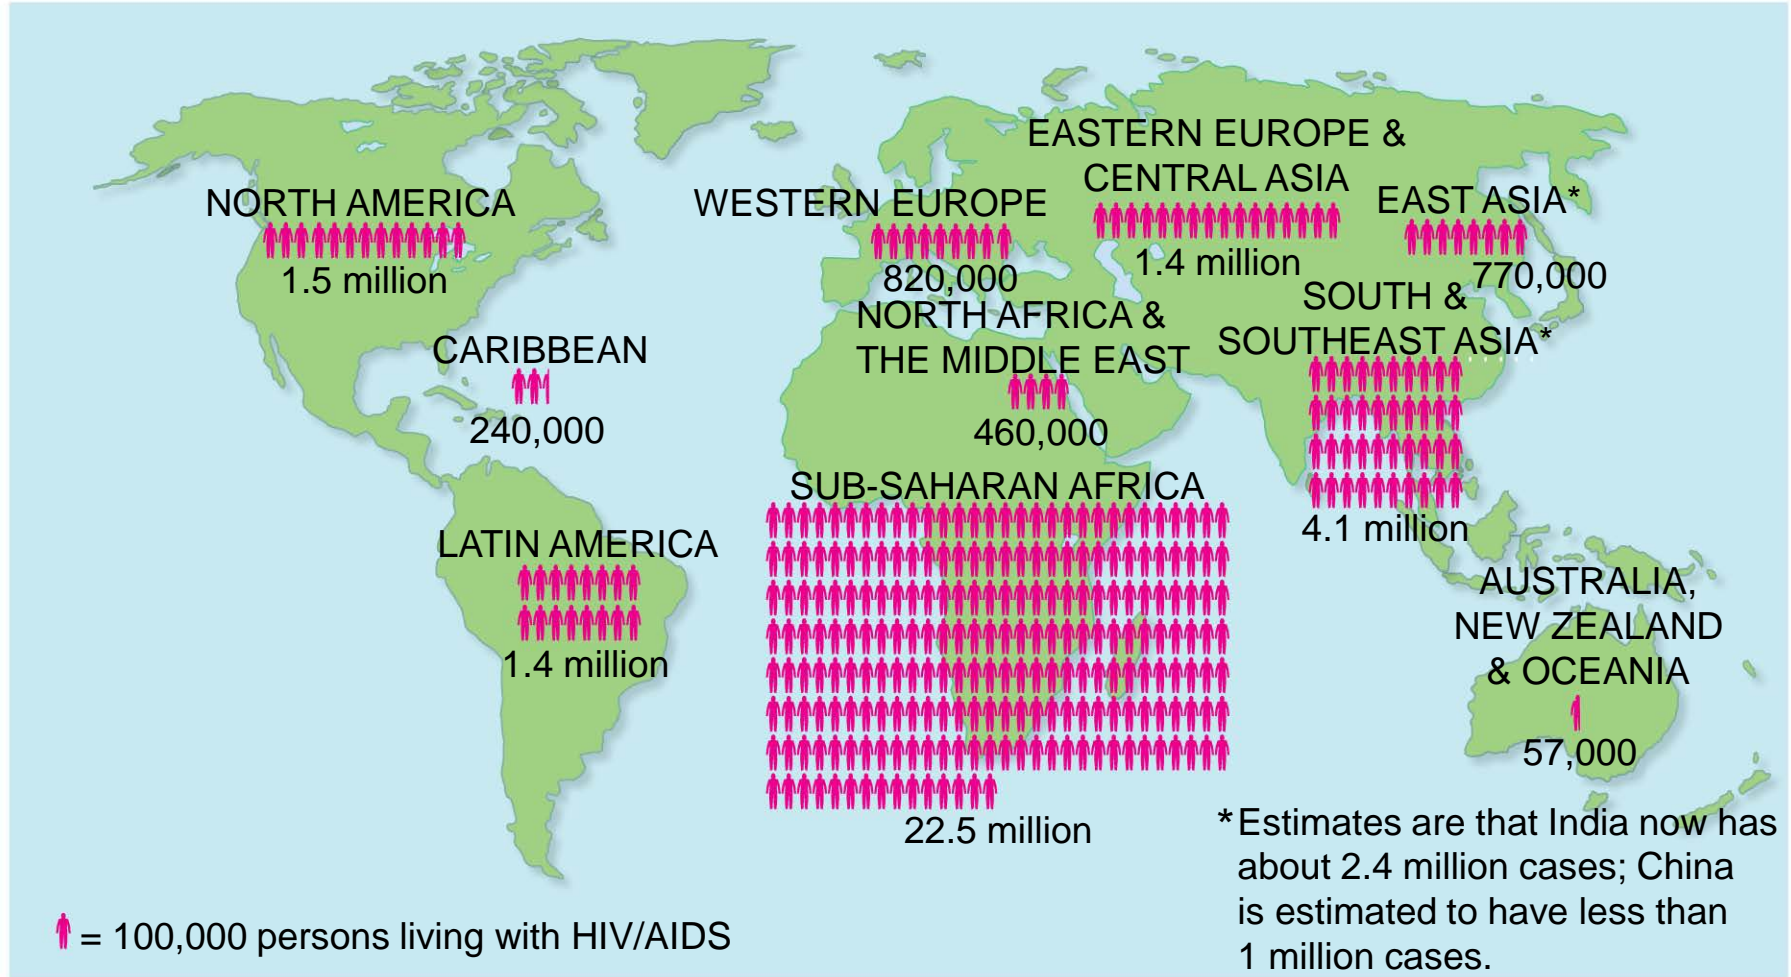 EASTERN EUROPE &
CENTRAL ASIA
1.4 million
NORTH AMERICA
1.5 million
WESTERN EUROPE
820,000
EAST ASIA*
770,000
NORTH AFRICA &
THE MIDDLE EAST
460,000
SOUTH &
SOUTHEAST ASIA*
4.1 million
CARIBBEAN
240,000
SUB-SAHARAN AFRICA
22.5 million
LATIN AMERICA
1.4 million
AUSTRALIA,
NEW ZEALAND
& OCEANIA
57,000
*Estimates are that India now has
about 2.4 million cases; China
is estimated to have less than
1 million cases.
= 100,000 persons living with HIV/AIDS